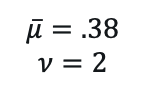 μ̄ = .38
ν = 2